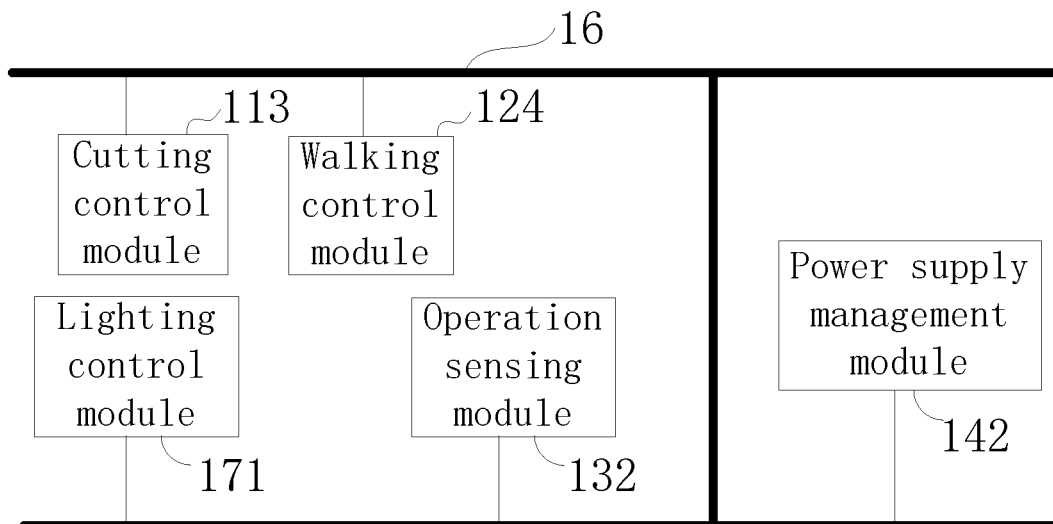 16
113
124
Cutting
control
module
Walking
control
module
Power supply
management
module
142
Lighting
control
module
171
Operation
sensing
module
132